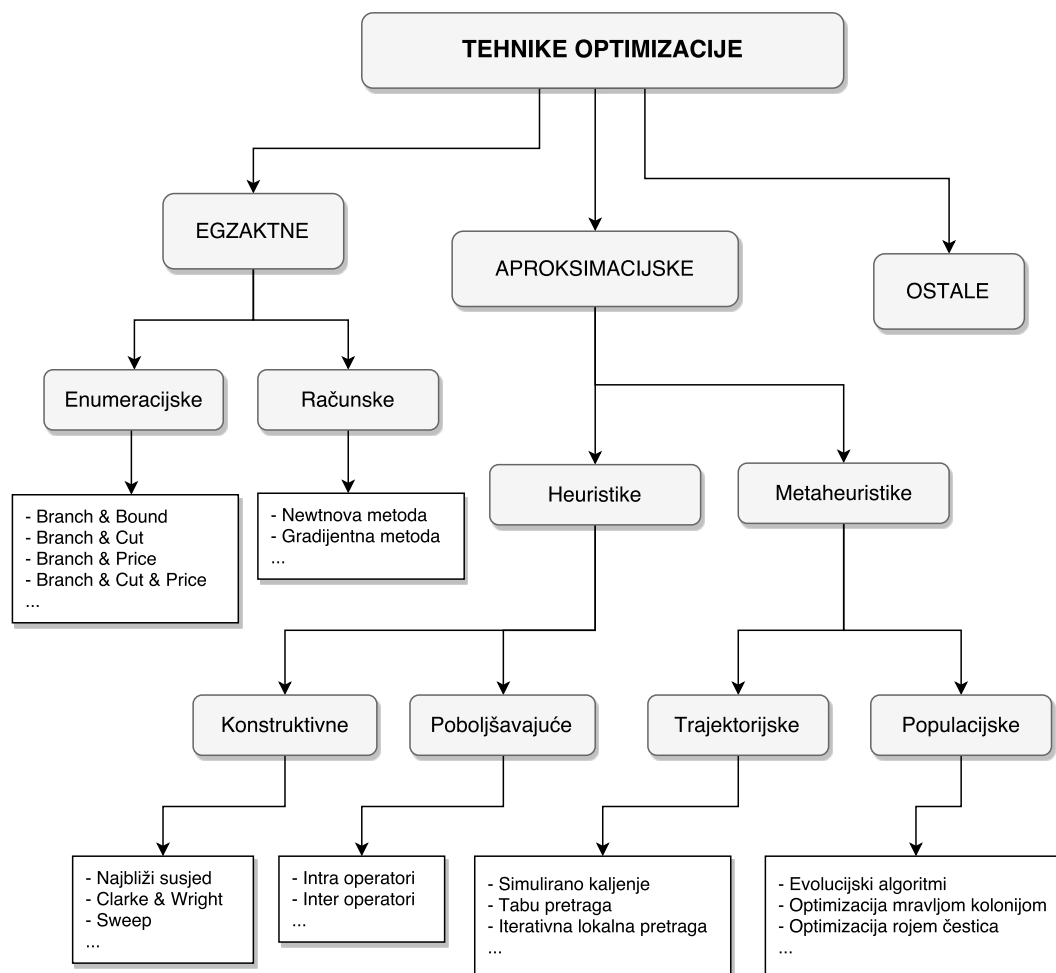 TEHNIKE OPTIMIZACIJE
EGZAKTNE
APROKSIMACIJSKE
OSTALE
Enumeracijske
Računske
- Branch & Bound
- Branch & Cut
- Branch & Price
- Branch & Cut & Price
...
- Newtnova metoda
- Gradijentna metoda
...
Heuristike
Metaheuristike
Konstruktivne
Poboljšavajuće
Trajektorijske
Populacijske
- Najbliži susjed
- Clarke & Wright
- Sweep
...
- Intra operatori
- Inter operatori
...
- Simulirano kaljenje
- Tabu pretraga
- Iterativna lokalna pretraga
...
- Evolucijski algoritmi
- Optimizacija mravljom kolonijom
- Optimizacija rojem čestica
...